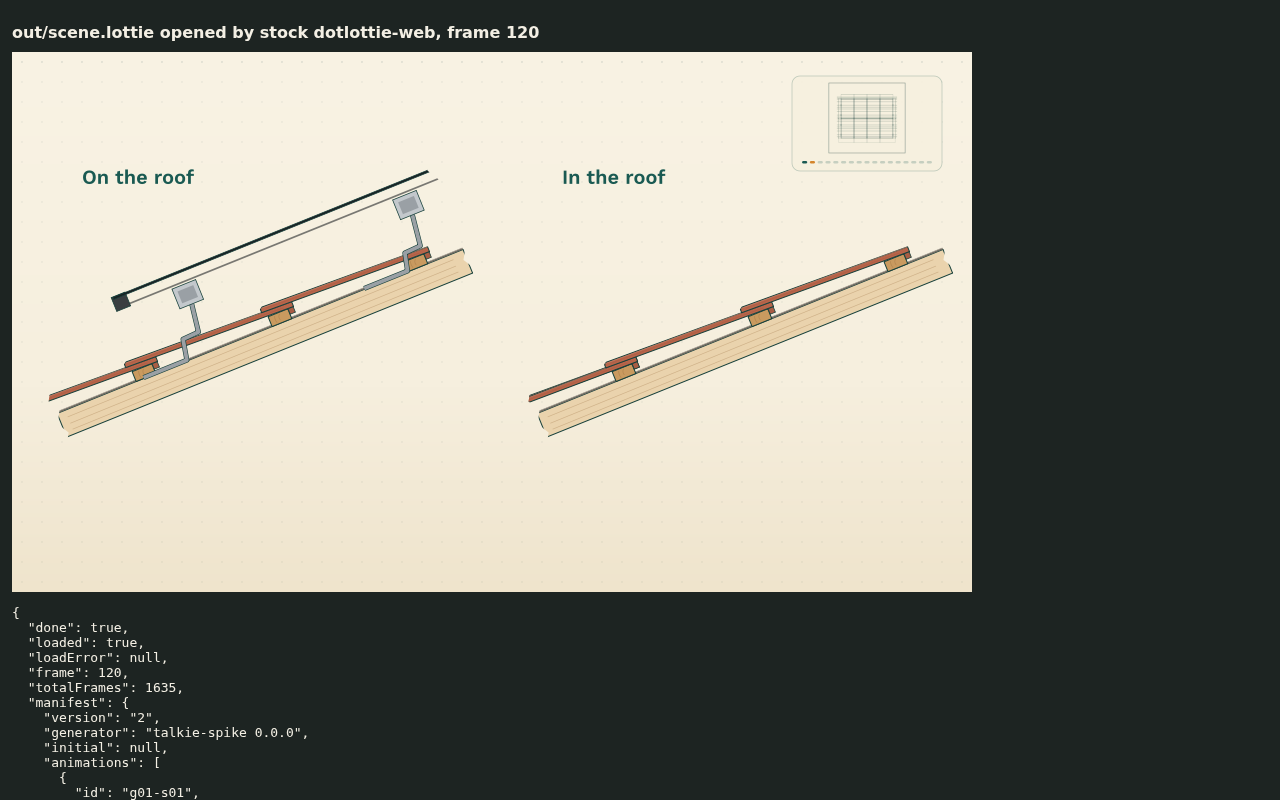 out/scene.lottie opened by stock dotlottie-web, frame 120
On the roof
In the roof
{
"done": true,
"loaded": true,
"loadError": null,
"frame": 120,
"totalFrames": 1635,
"manifest": {
"version": "2",
"generator": "talkie-spike 0.0.0",
"initial": null,
"animations": [
{
"id": "g01-s01",